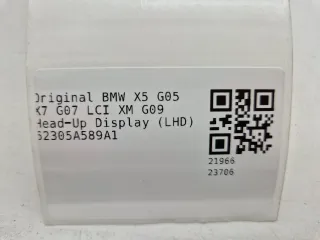 Original BMW X5 G05
X7 G07 LCI XM G09
Head-Up Display (LHD)
62305A589A1
21966
23706